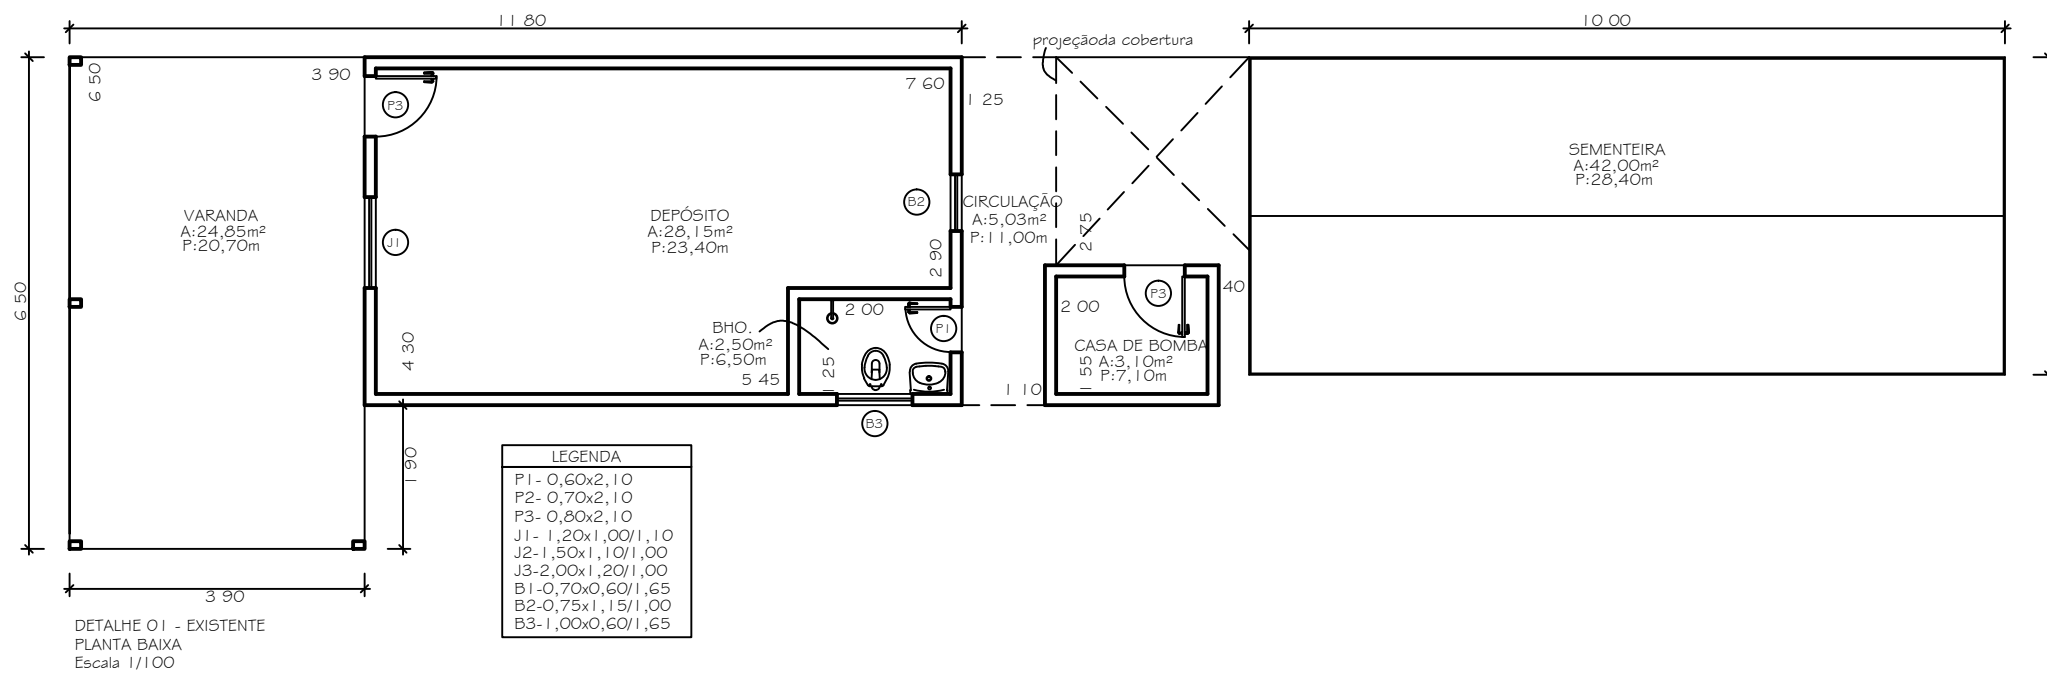 11 80
10 00
projeçãoda cobertura
6 50
3 90
7 60
1 25
P3
SEMENTEIRA
A:42,00m²
P:28,40m
VARANDA
A:24,85m²
P:20,70m
DEPÓSITO
A:28,15m²
P:23,40m
J1
B2
CIRCULAÇÃO
A:5,03m²
P:11,00m
2 75
2 90
6 50
P3
40
2 00
2 00
BHO.
A:2,50m²
P:6,50m
P1
CASA DE BOMBA
A:3,10m²
P:7,10m
4 30
5 45
1 25
1 55
1 10
B3
1 90
LEGENDA
P1- 0,60x2,10
P2- 0,70x2,10
P3- 0,80x2,10
J1- 1,20x1,00/1,10
J2-1,50x1,10/1,00
J3-2,00x1,20/1,00
B1-0,70x0,60/1,65
B2-0,75x1,15/1,00
B3-1,00x0,60/1,65
3 90
DETALHE 01 - EXISTENTE
PLANTA BAIXA
Escala 1/100